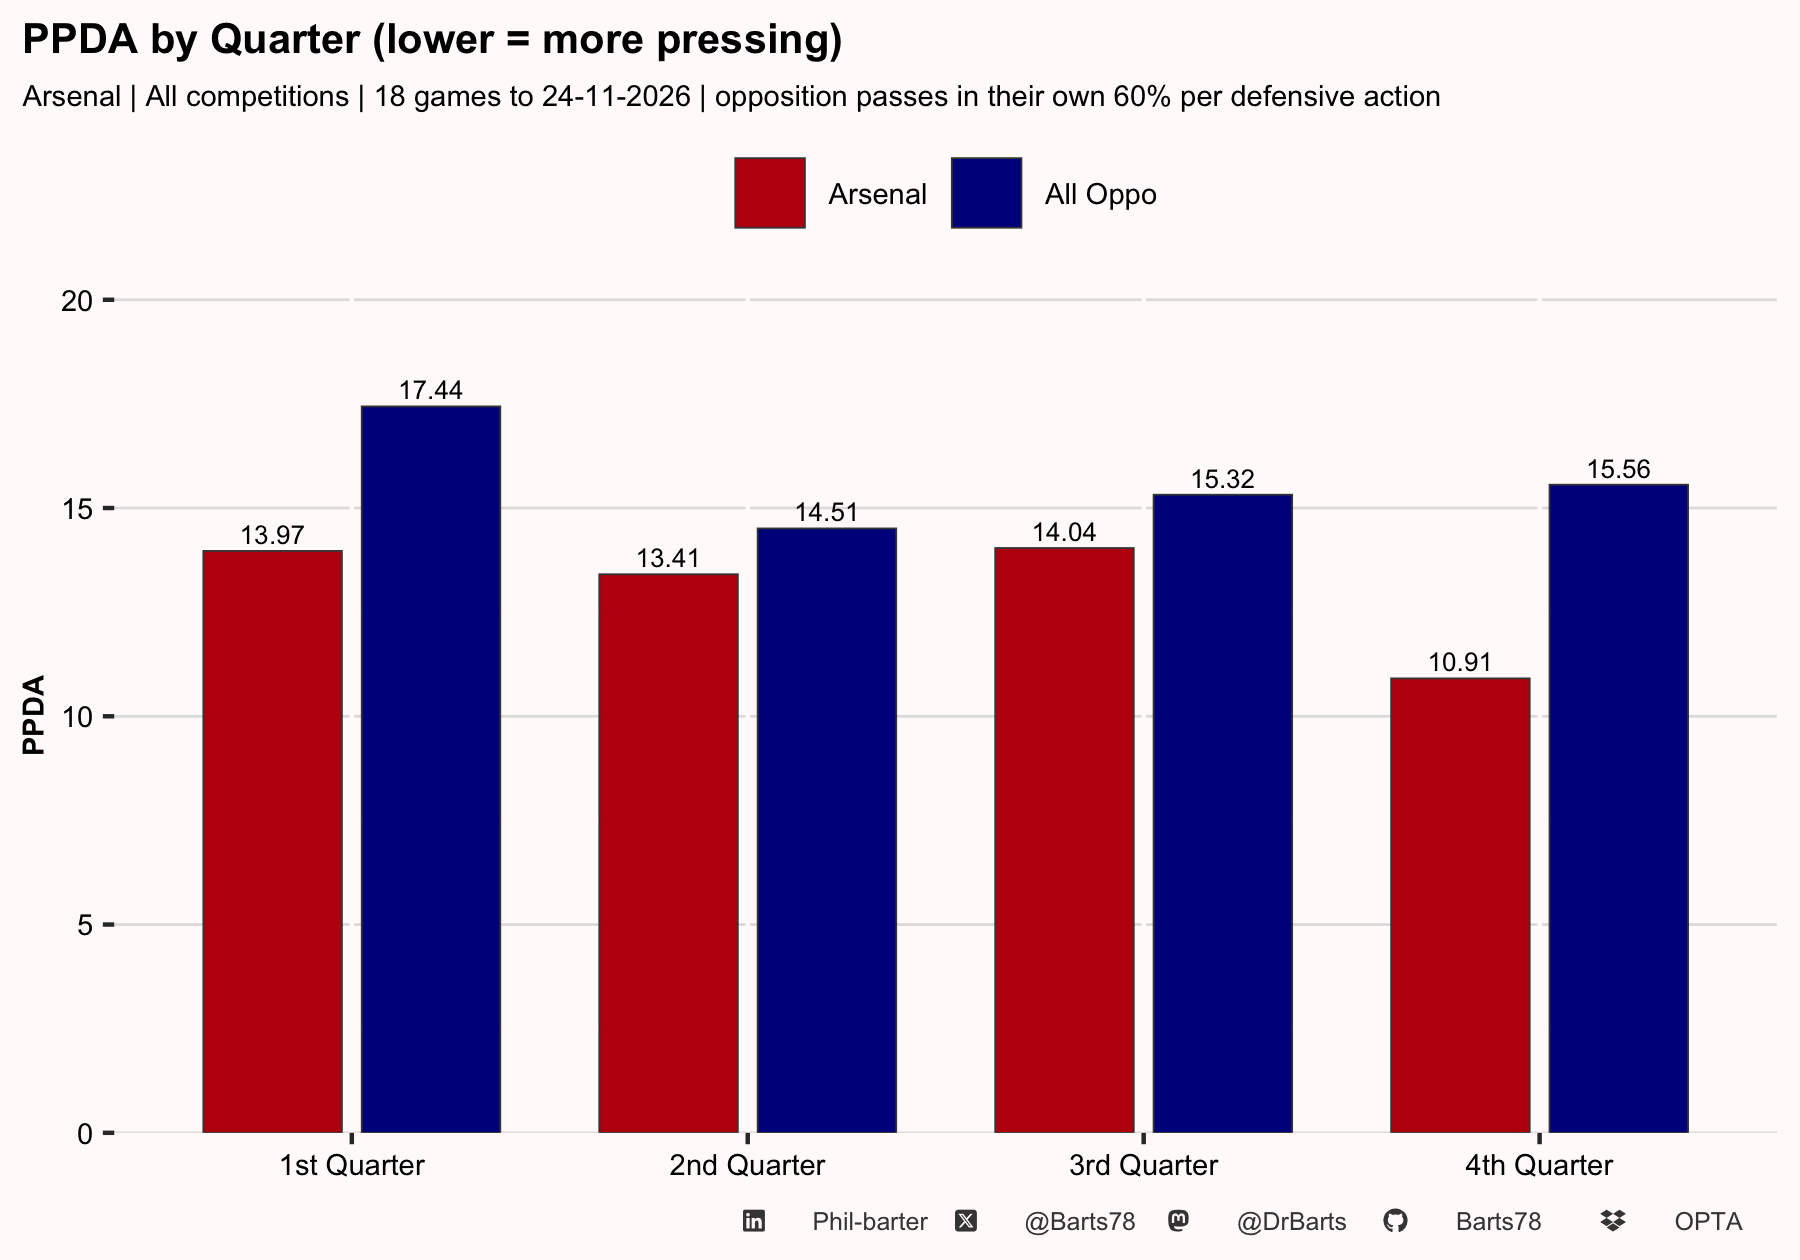 PPDA by Quarter (lower = more pressing)
Arsenal | All competitions | 18 games to 24-11-2026 | opposition passes in their own 60% per defensive action
Arsenal All Oppo
20
17.44
15.56
15.32
15
14.51
14.04
13.97
13.41
10.91
10
PPDA
5
0
1st Quarter 2nd Quarter 3rd Quarter 4th Quarter
Phil-barter @Barts78 @DrBarts Barts78 OPTA